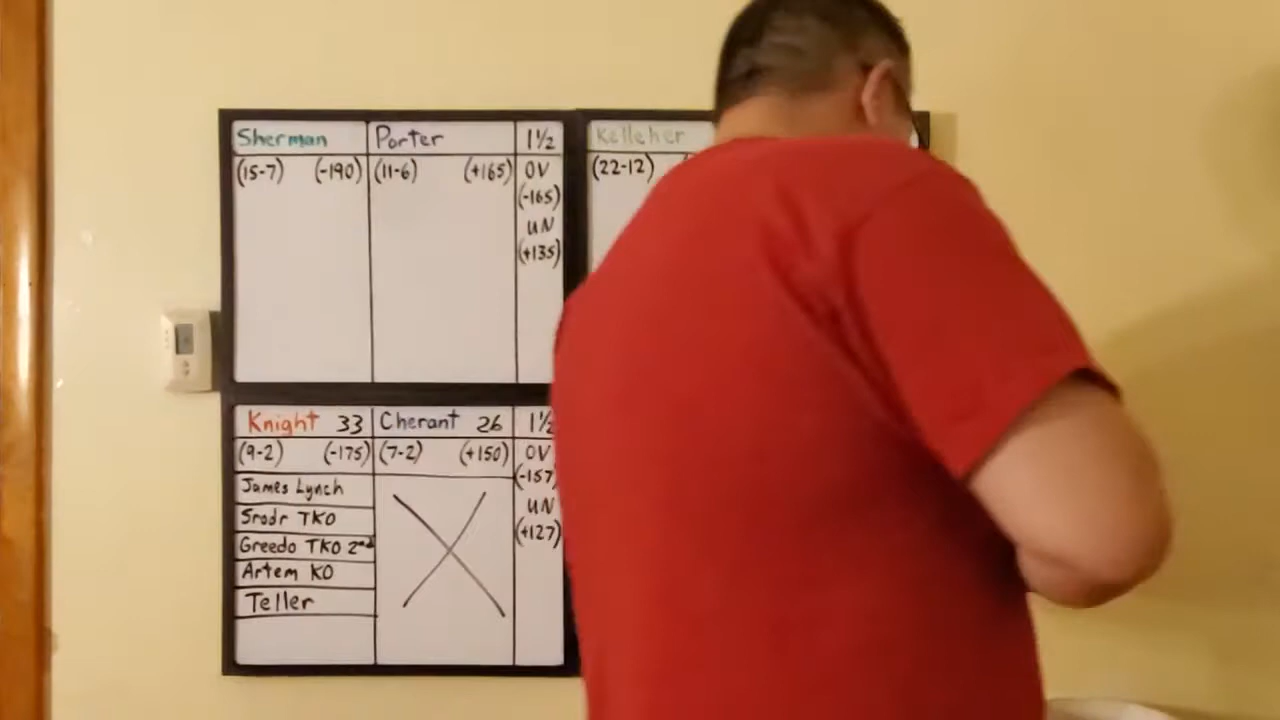 Sherman Porter 1½
(15-7) (-190) (11-6) (+165) OV
(-165)
UN
(+135)
Kelleher
(22-12)
Knight 33 Cherant 26 1½
(9-2) (-175) (7-2) (+150) OV
(-157)
James Lynch
Srodr TKO
UN
Greedo TKO 2nd
(+127)
Artem KO
Teller